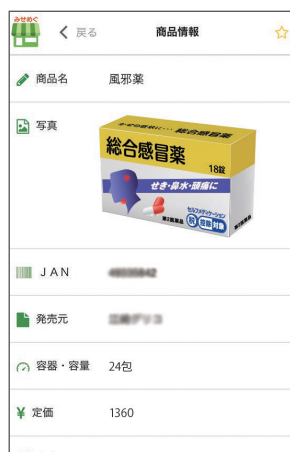 みせめぐ
戻る 商品情報
商品名 風邪薬
写真
総合感冒薬
18錠
せき・鼻水・頭痛に
セルフメディケーション
税 控除 対象
第2類医薬品
JAN
発売元
容器・容量 24包
¥ 定価 1360